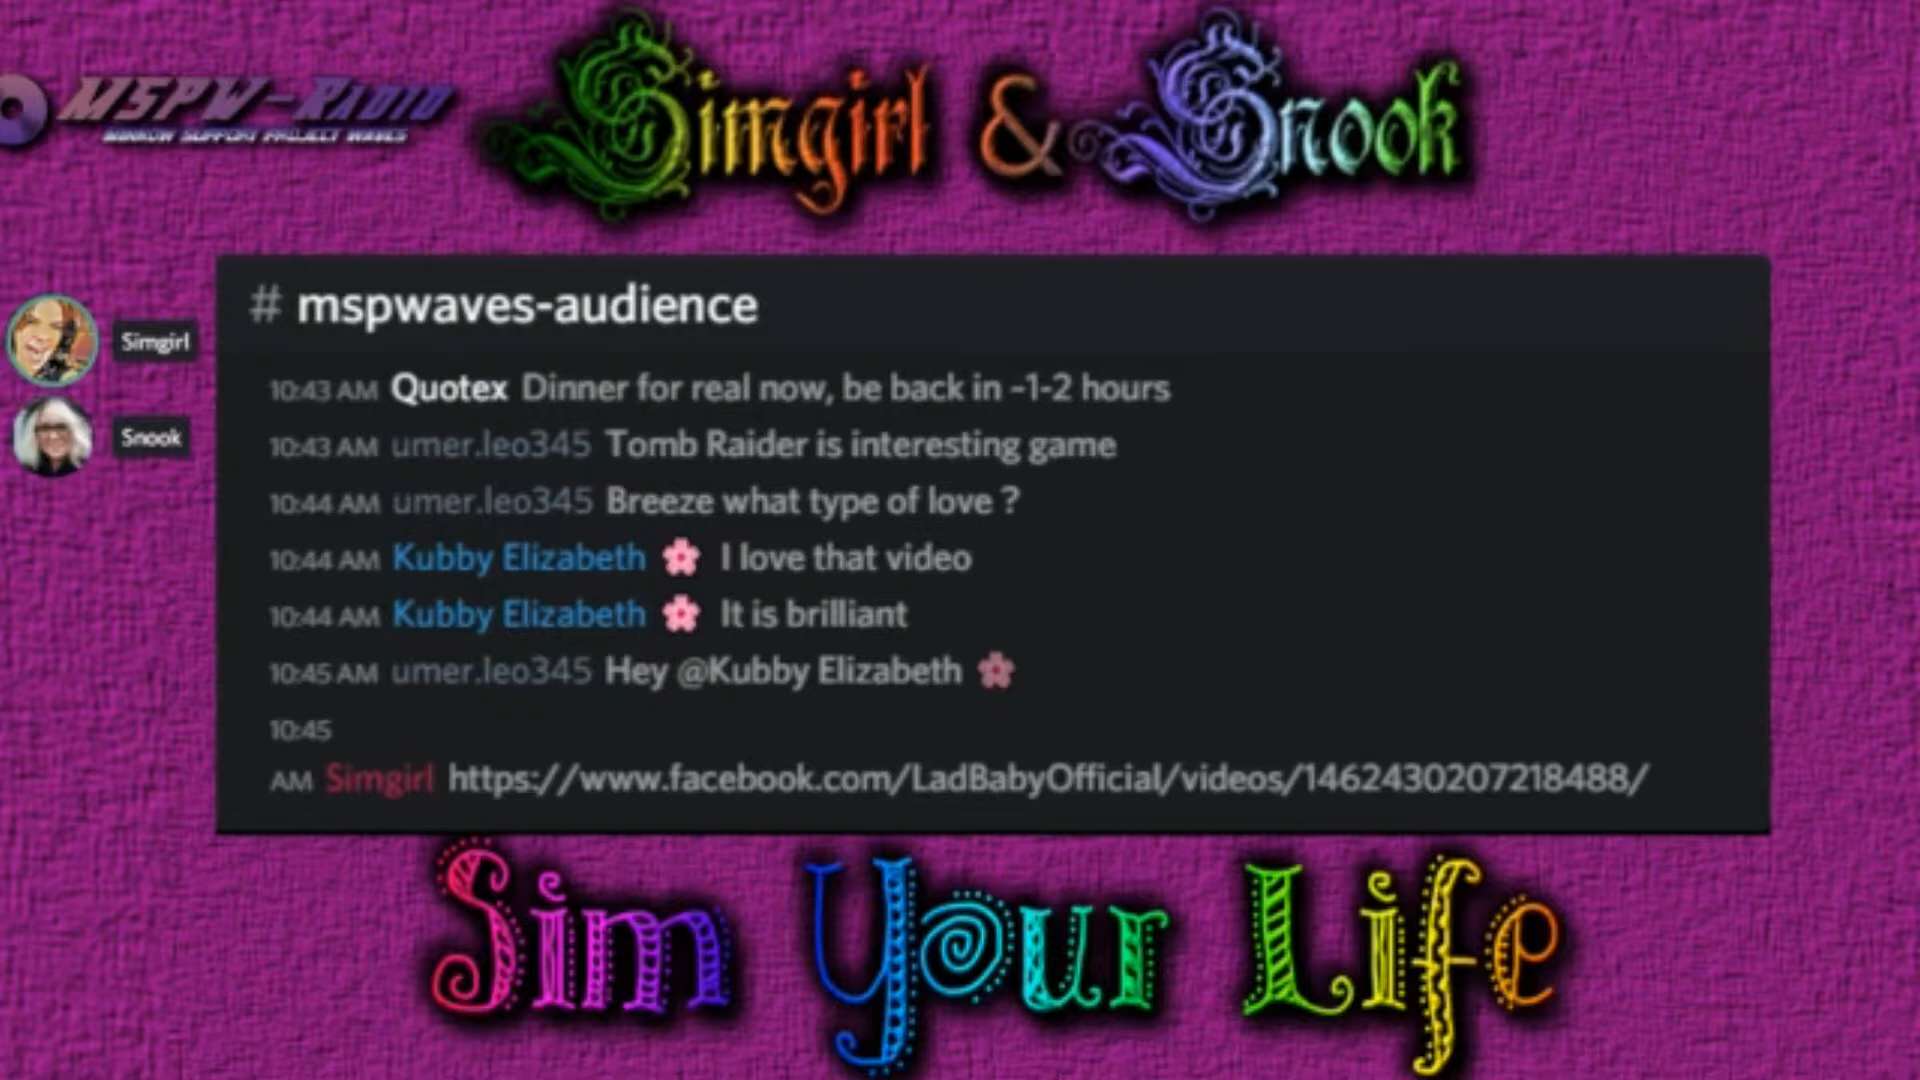 Simgirl & Snook
MSPW-Radio
MINNOW SUPPORT PROJECT WAVES
# mspwaves-audience
Simgirl
Snook
10:43 AM Quotex Dinner for real now, be back in ~1-2 hours
10:43 AM umer.leo345 Tomb Raider is interesting game
10:44 AM umer.leo345 Breeze what type of love ?
10:44 AM Kubby Elizabeth 🌸 I love that video
10:44 AM Kubby Elizabeth 🌸 It is brilliant
10:45 AM umer.leo345 Hey @Kubby Elizabeth 🌸
10:45
AM Simgirl https://www.facebook.com/LadBabyOfficial/videos/1462430207218488/
Sim Your Life